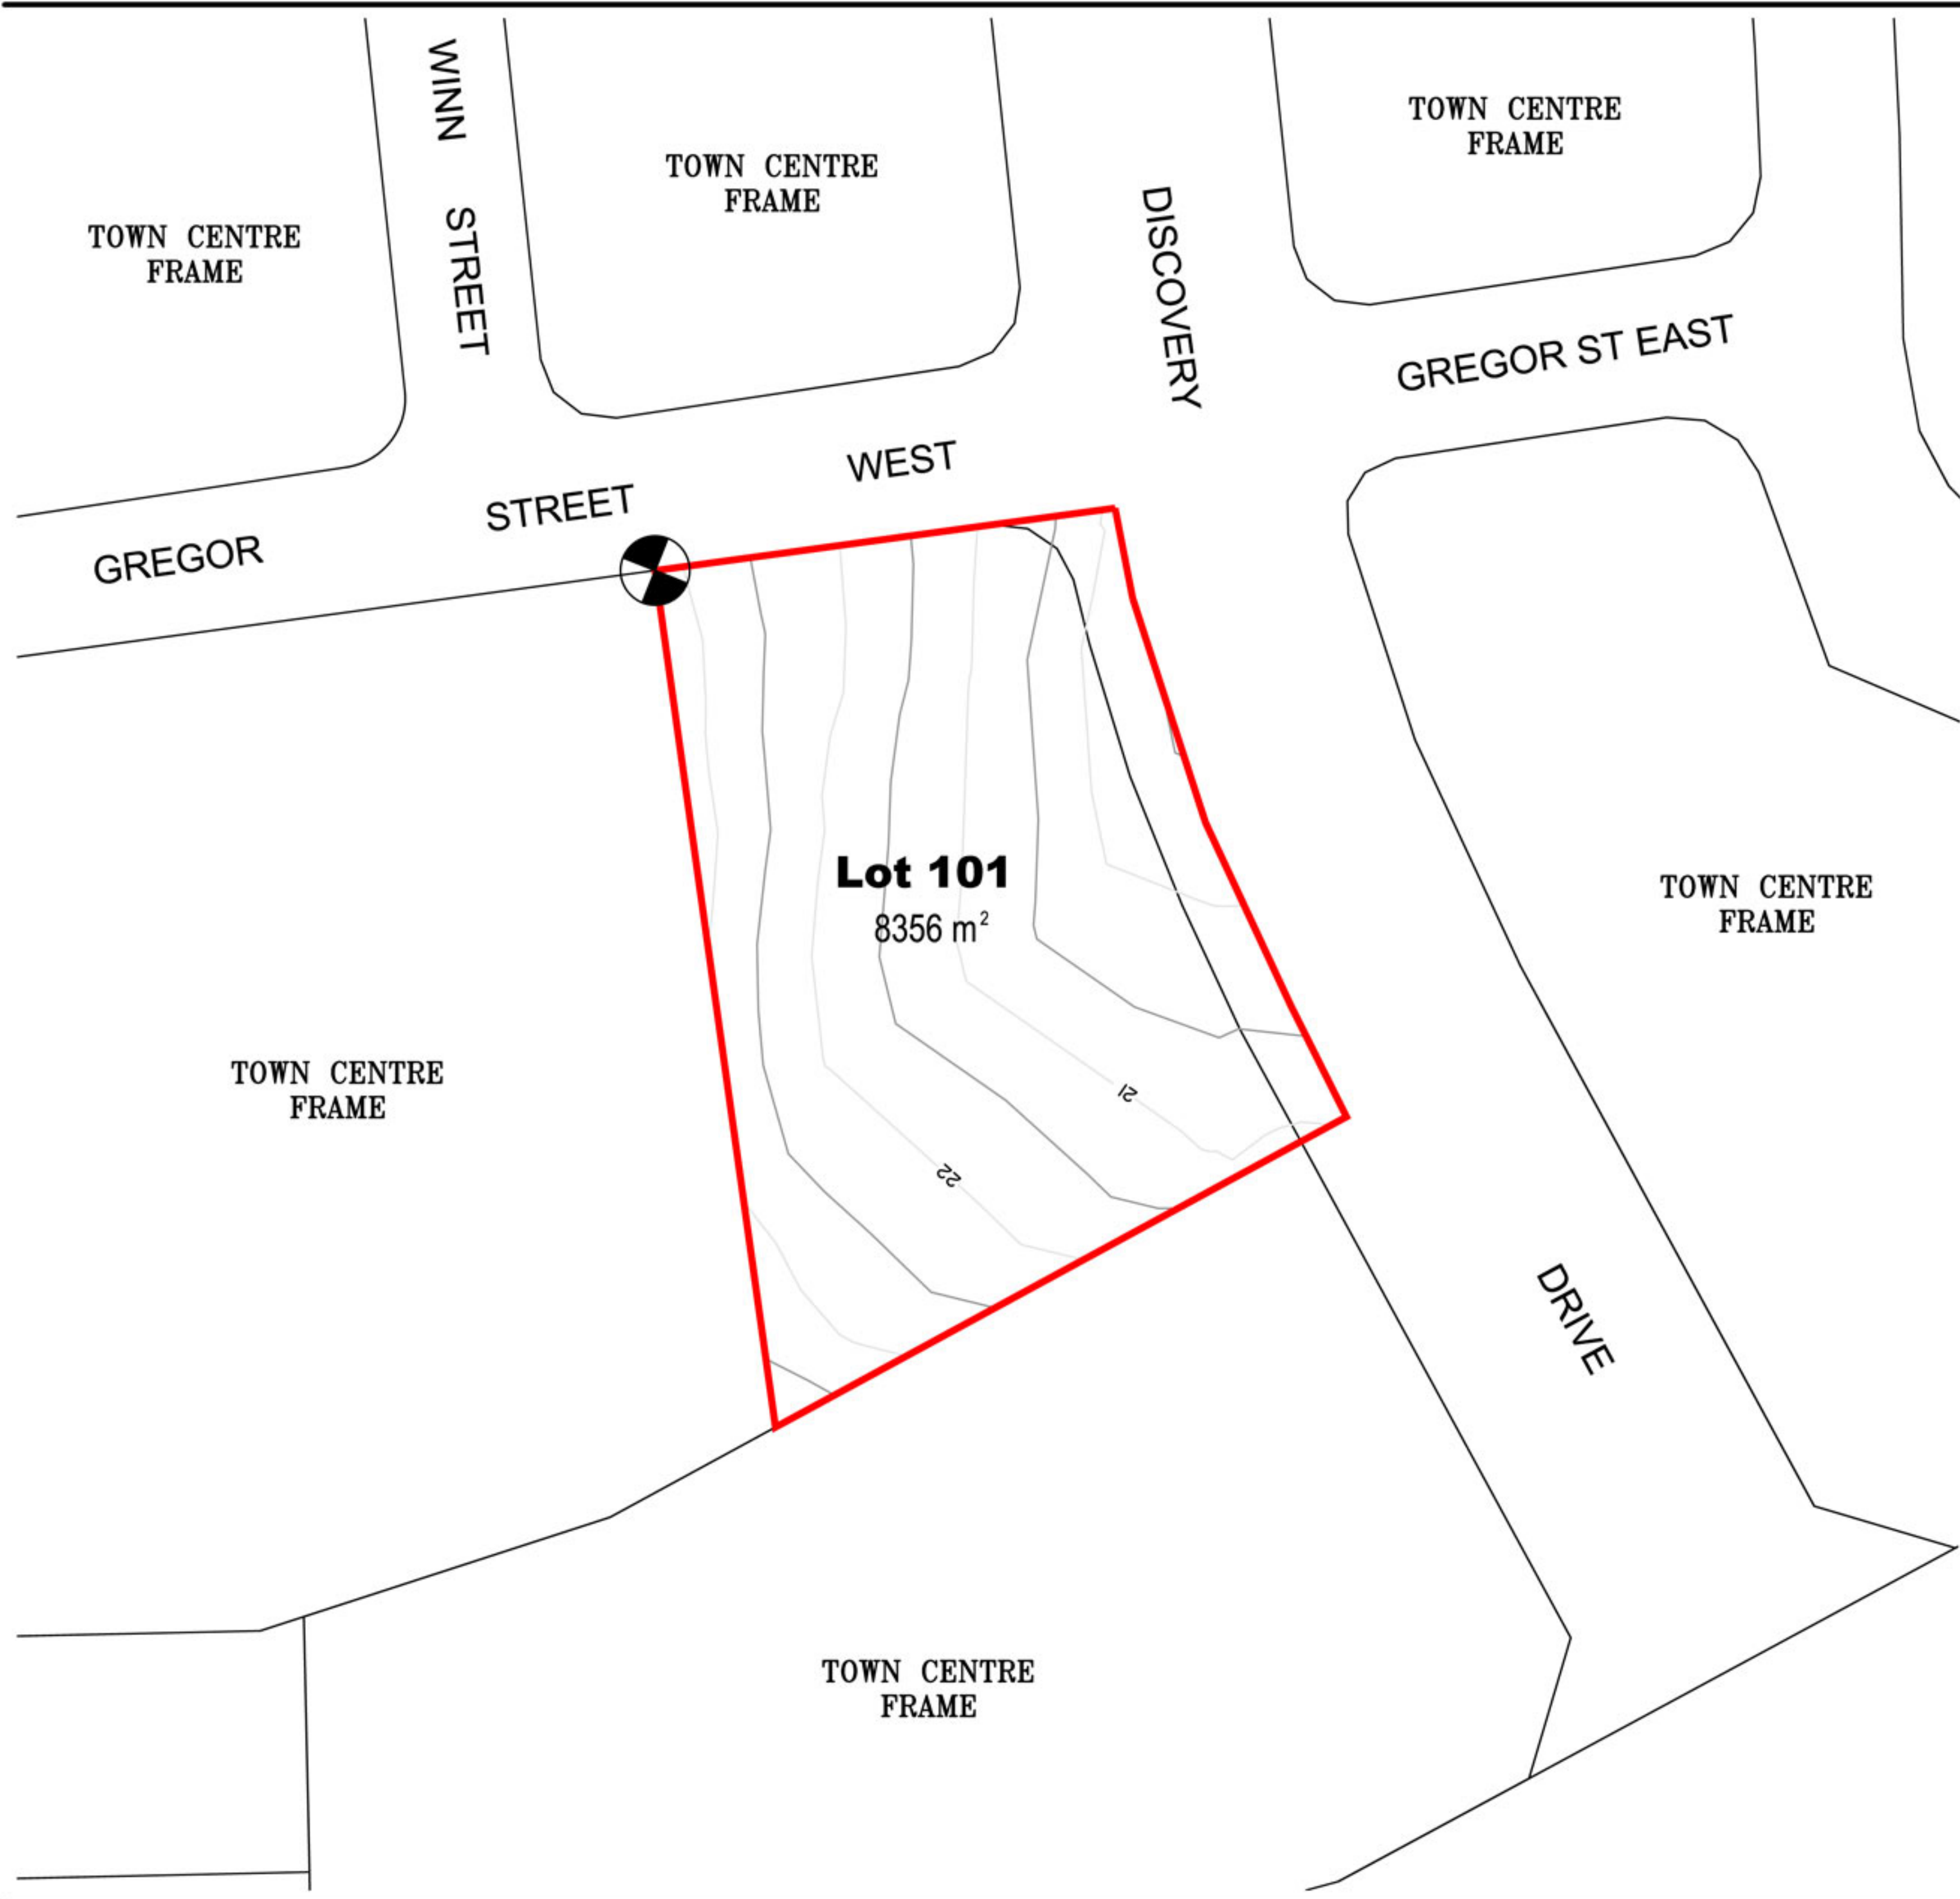 WINN STREET
TOWN CENTRE
FRAME
TOWN CENTRE
FRAME
TOWN CENTRE
FRAME
DISCOVERY
GREGOR ST EAST
GREGOR STREET WEST
Lot 101
8356 m²
TOWN CENTRE
FRAME
TOWN CENTRE
FRAME
21
22
DRIVE
TOWN CENTRE
FRAME